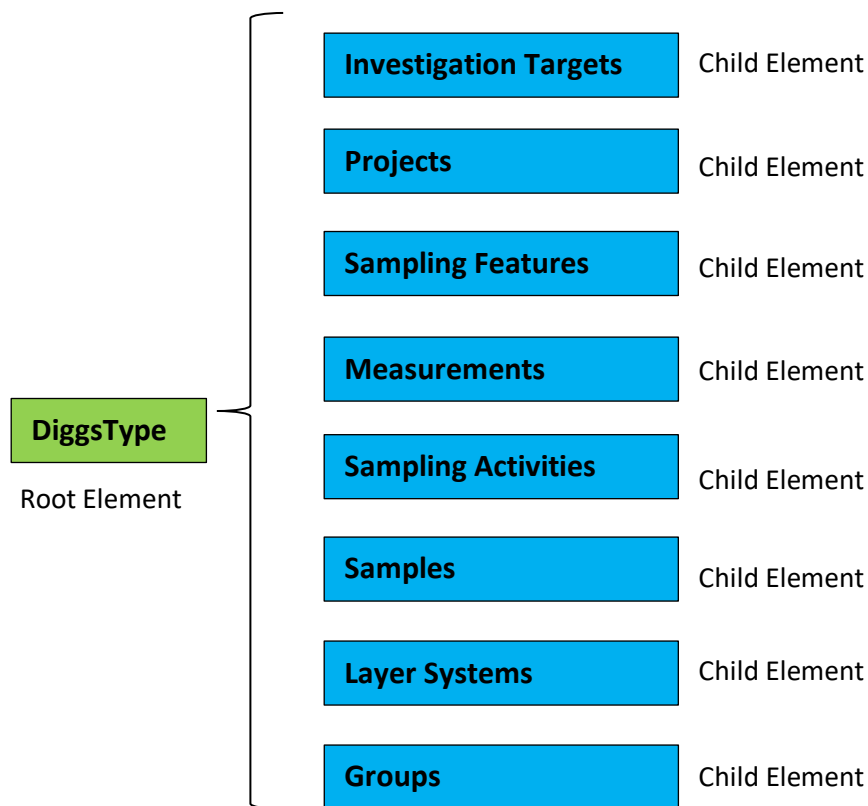 Investigation Targets Child Element
Projects Child Element
Sampling Features Child Element
Measurements Child Element
DiggsType
Sampling Activities Child Element
Root Element
Samples Child Element
Layer Systems Child Element
Groups Child Element